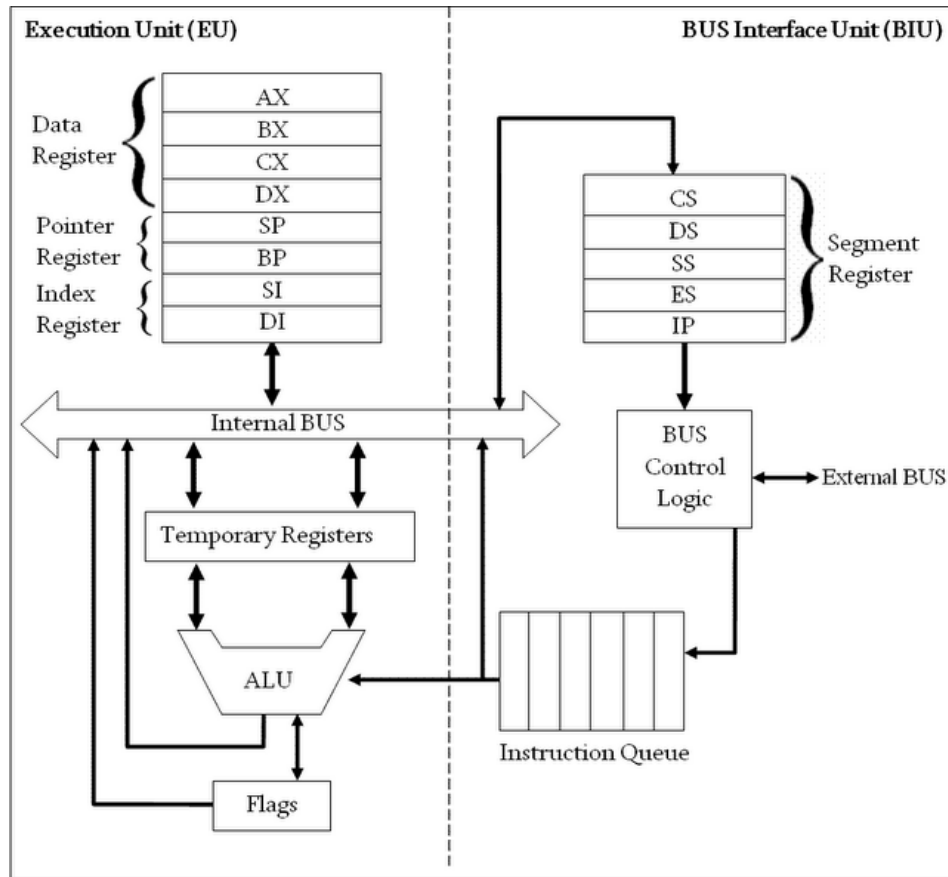 Execution Unit (EU)
BUS Interface Unit (BIU)
Data
Register
AX
BX
CX
DX
Pointer
Register
SP
BP
Index
Register
SI
DI
CS
DS
SS
ES
IP
Segment
Register
Internal BUS
BUS
Control
Logic
External BUS
Temporary Registers
ALU
Instruction Queue
Flags